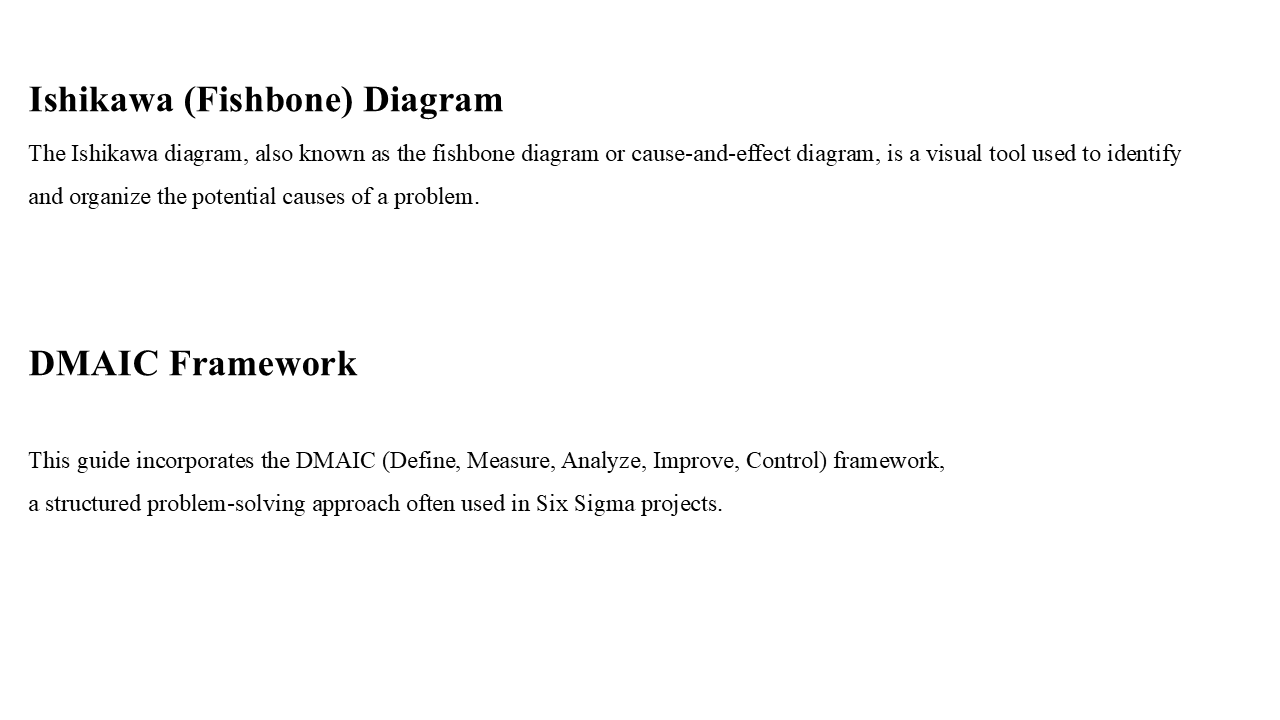 Ishikawa (Fishbone) Diagram
The Ishikawa diagram, also known as the fishbone diagram or cause-and-effect diagram, is a visual tool used to identify
and organize the potential causes of a problem.
DMAIC Framework
This guide incorporates the DMAIC (Define, Measure, Analyze, Improve, Control) framework,
a structured problem-solving approach often used in Six Sigma projects.